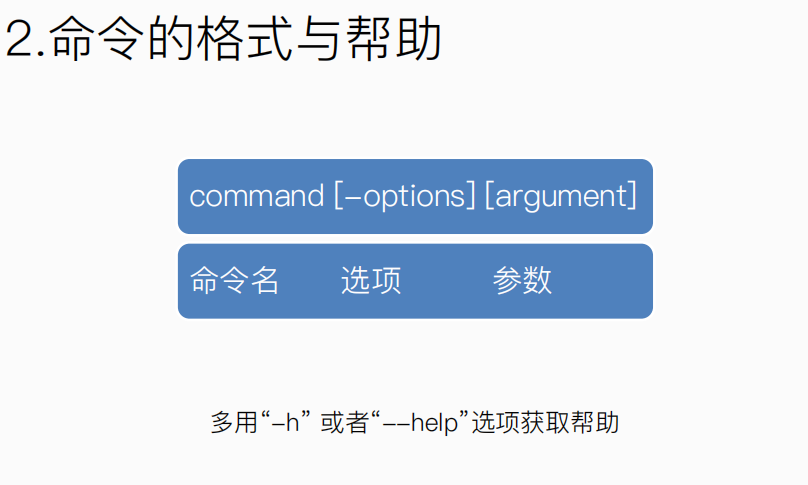 2.命令的格式与帮助
command [-options] [argument]
命令名 选项 参数
多用“-h” 或者“--help”选项获取帮助